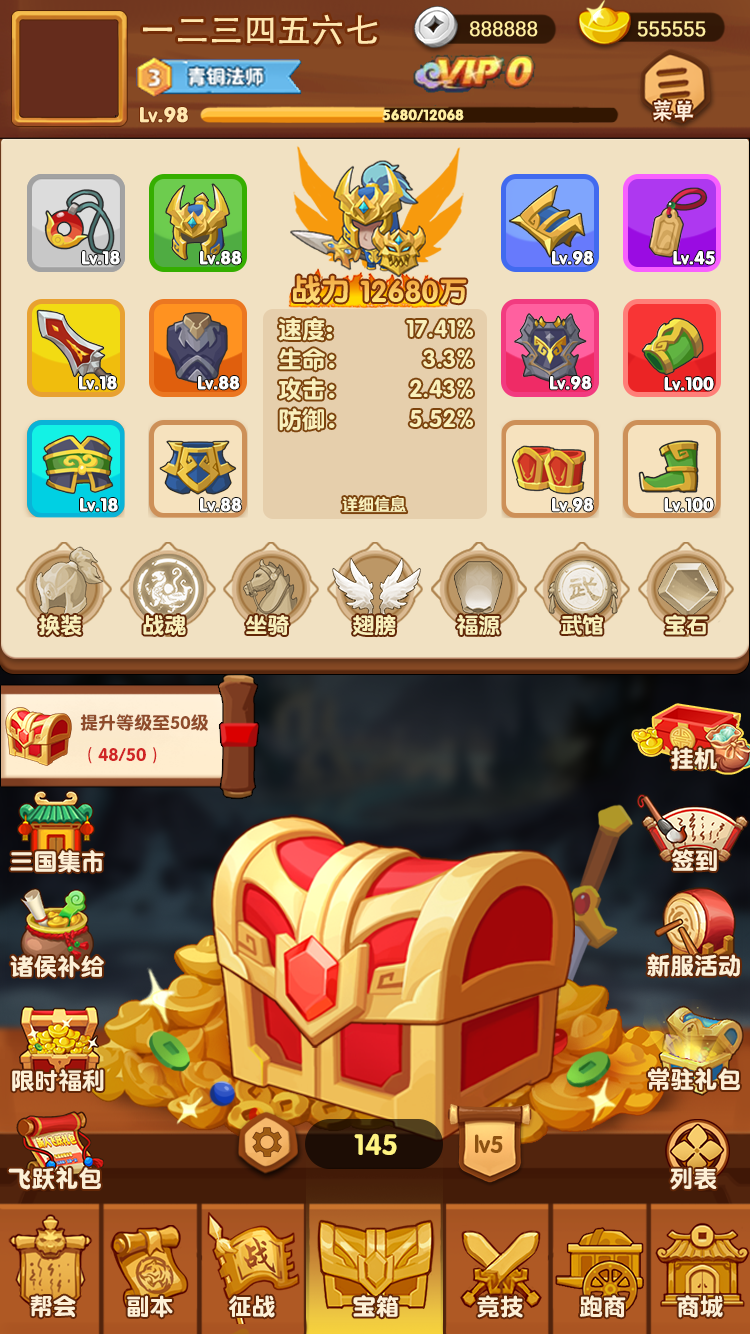 一二三四五六七
888888
555555
3 青铜法师
VIP 0
菜单
Lv.98
5680/12068
Lv.18
Lv.88
Lv.98
Lv.45
战力 12680万
速度: 17.41%
生命: 3.3%
攻击: 2.43%
防御: 5.52%
详细信息
Lv.18
Lv.88
Lv.98
Lv.100
Lv.18
Lv.88
Lv.98
Lv.100
武
换装 战魂 坐骑 翅膀 福源 武馆 宝石
提升等级至50级
(48/50)
挂机
三国集市
签到
诸侯补给
新服活动
限时福利
常驻礼包
飞跃礼包
列表
145
lv5
战
帮会 副本 征战 宝箱 竞技 跑商 商城